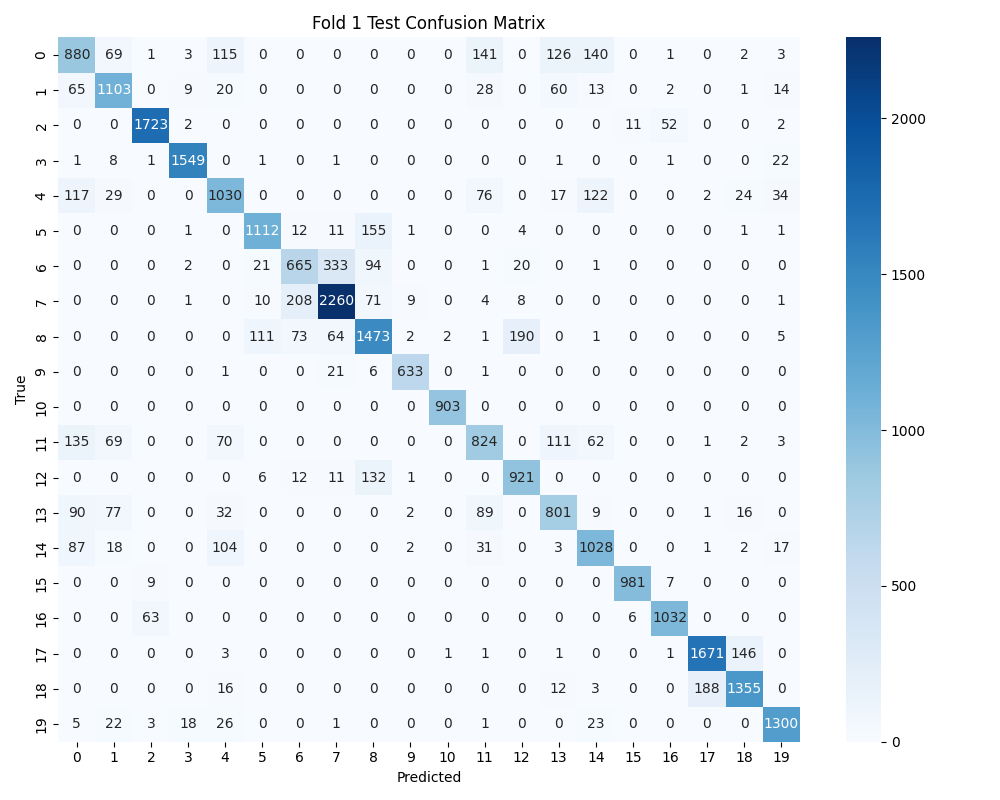 Fold 1 Test Confusion Matrix
0 880 69 1 3 115 0 0 0 0 0 0 141 0 126 140 0 1 0 2 3
1 65 1103 0 9 20 0 0 0 0 0 0 28 0 60 13 0 2 0 1 14
2 0 0 1723 2 0 0 0 0 0 0 0 0 0 0 0 11 52 0 0 2
3 1 8 1 1549 0 1 0 1 0 0 0 0 0 1 0 0 1 0 0 22
4 117 29 0 0 1030 0 0 0 0 0 0 76 0 17 122 0 0 2 24 34
5 0 0 0 1 0 1112 12 11 155 1 0 0 4 0 0 0 0 0 1 1
6 0 0 0 2 0 21 665 333 94 0 0 1 20 0 1 0 0 0 0 0
7 0 0 0 1 0 10 208 2260 71 9 0 4 8 0 0 0 0 0 0 1
8 0 0 0 0 0 111 73 64 1473 2 2 1 190 0 1 0 0 0 0 5
9 0 0 0 0 1 0 0 21 6 633 0 1 0 0 0 0 0 0 0 0
10 0 0 0 0 0 0 0 0 0 0 903 0 0 0 0 0 0 0 0 0
11 135 69 0 0 70 0 0 0 0 0 0 824 0 111 62 0 0 1 2 3
12 0 0 0 0 0 6 12 11 132 1 0 0 921 0 0 0 0 0 0 0
13 90 77 0 0 32 0 0 0 0 2 0 89 0 801 9 0 0 1 16 0
14 87 18 0 0 104 0 0 0 0 2 0 31 0 3 1028 0 0 1 2 17
15 0 0 9 0 0 0 0 0 0 0 0 0 0 0 0 981 7 0 0 0
16 0 0 63 0 0 0 0 0 0 0 0 0 0 0 0 6 1032 0 0 0
17 0 0 0 0 3 0 0 0 0 0 1 1 0 1 0 0 1 1671 146 0
18 0 0 0 0 16 0 0 0 0 0 0 0 0 12 3 0 0 188 1355 0
19 5 22 3 18 26 0 0 1 0 0 0 1 0 0 23 0 0 0 0 1300
0 1 2 3 4 5 6 7 8 9 10 11 12 13 14 15 16 17 18 19
True
Predicted
2000
1500
1000
500
0